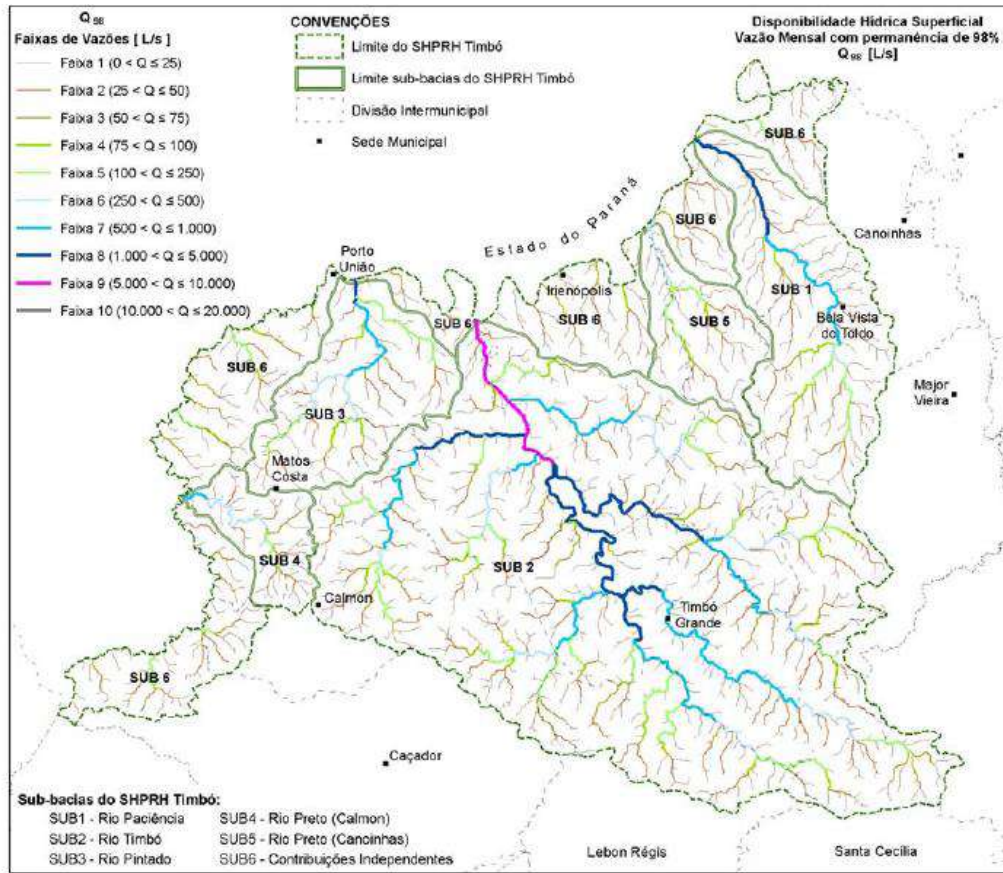 Q98
Faixas de Vazões [ L/s ]
Faixa 1 (0 < Q ≤ 25)
Faixa 2 (25 < Q ≤ 50)
Faixa 3 (50 < Q ≤ 75)
Faixa 4 (75 < Q ≤ 100)
Faixa 5 (100 < Q ≤ 250)
Faixa 6 (250 < Q ≤ 500)
Faixa 7 (500 < Q ≤ 1.000)
Faixa 8 (1.000 < Q ≤ 5.000)
Faixa 9 (5.000 < Q ≤ 10.000)
Faixa 10 (10.000 < Q ≤ 20.000)
CONVENÇÕES
Limite do SHPRH Timbó
Limite sub-bacias do SHPRH Timbó
Divisão Intermunicipal
Sede Municipal
Disponibilidade Hídrica Superficial
Vazão Mensal com permanência de 98%
Q98 [L/s]
SUB 6
Estado do Paraná
SUB 6
Canoinhas
Porto
União
Irienópolis
SUB 1
SUB 6
SUB 6
SUB 5
Bela Vista
do Toldo
SUB 6
Major
Vieira
SUB 3
Matos
Costa
SUB 4
SUB 2
Calmon
Timbó
Grande
SUB 6
Caçador
Sub-bacias do SHPRH Timbó:
SUB1 - Rio Paciência
SUB2 - Rio Timbó
SUB3 - Rio Pintado
SUB4 - Rio Preto (Calmon)
SUB5 - Rio Preto (Canoinhas)
SUB6 - Contribuições Independentes
Lebon Régis
Santa Cecília